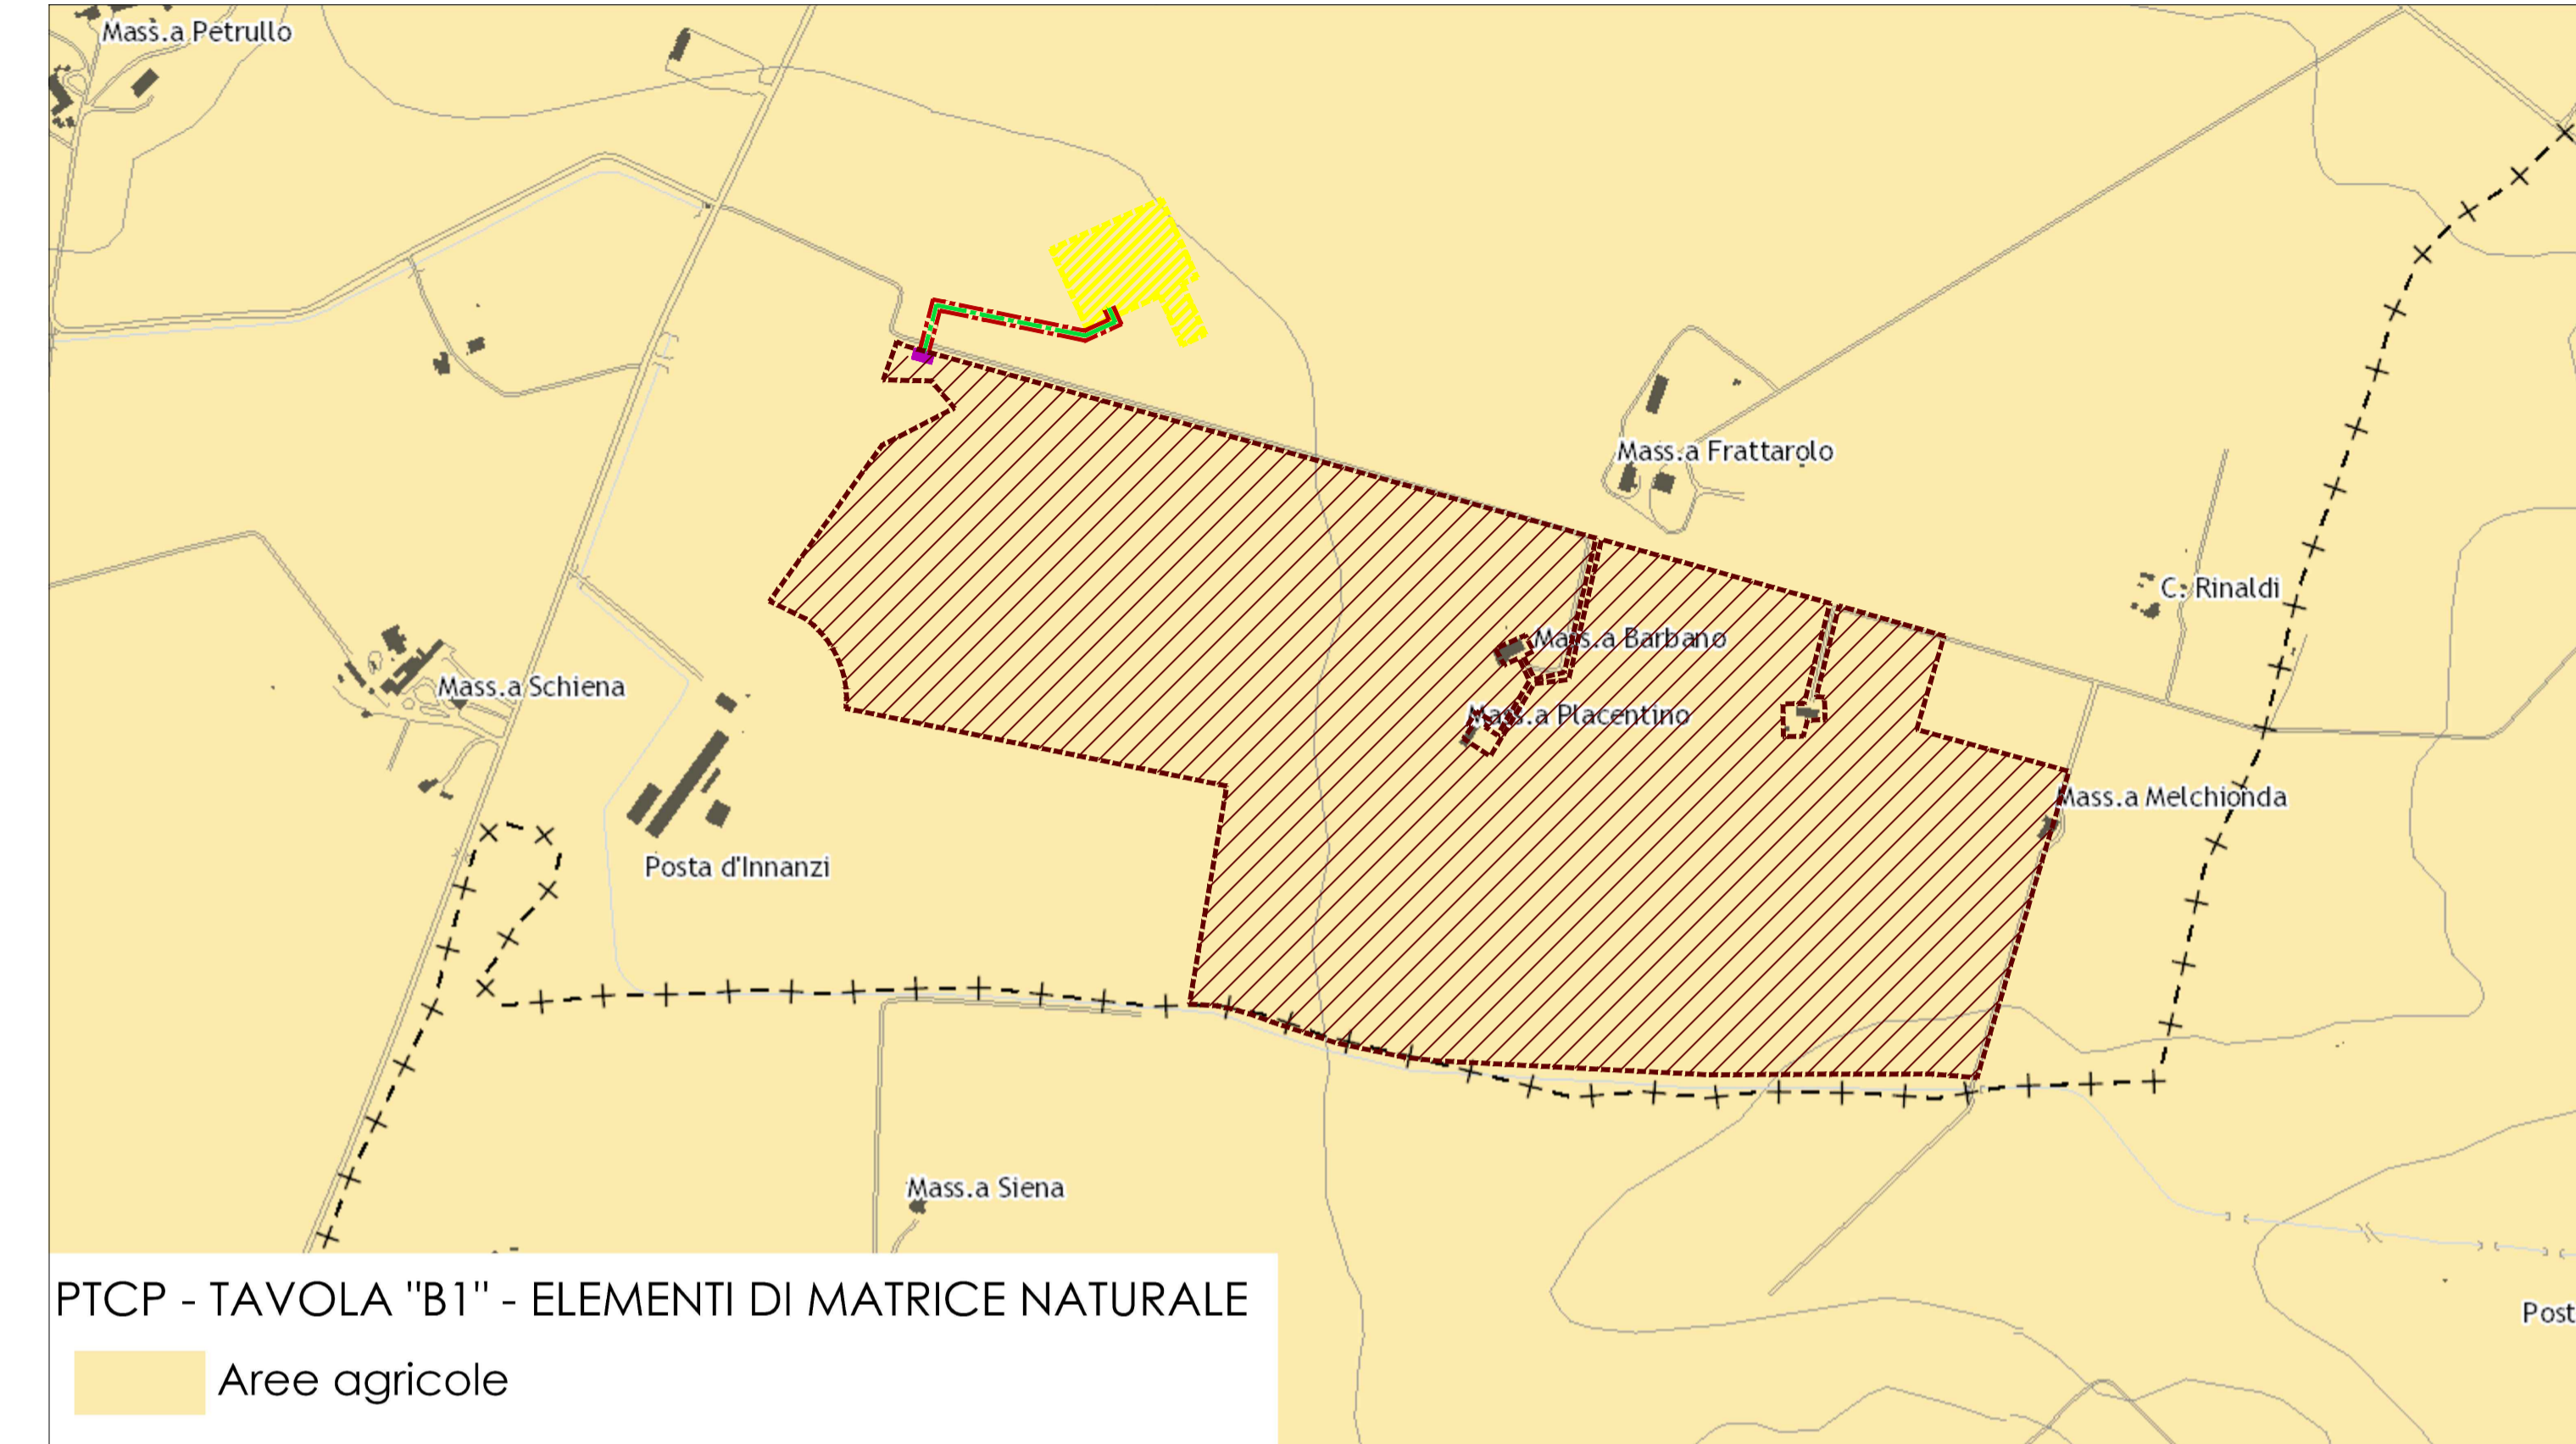 Mass.a Petrullo
Mass.a Frattarolo
C. Rinaldi
Mass.a Barbano
Mass.a Schiena
Mass.a Placentino
Mass.a Melchionda
Posta d'Innanzi
Mass.a Siena
Post
PTCP - TAVOLA "B1" - ELEMENTI DI MATRICE NATURALE
Aree agricole